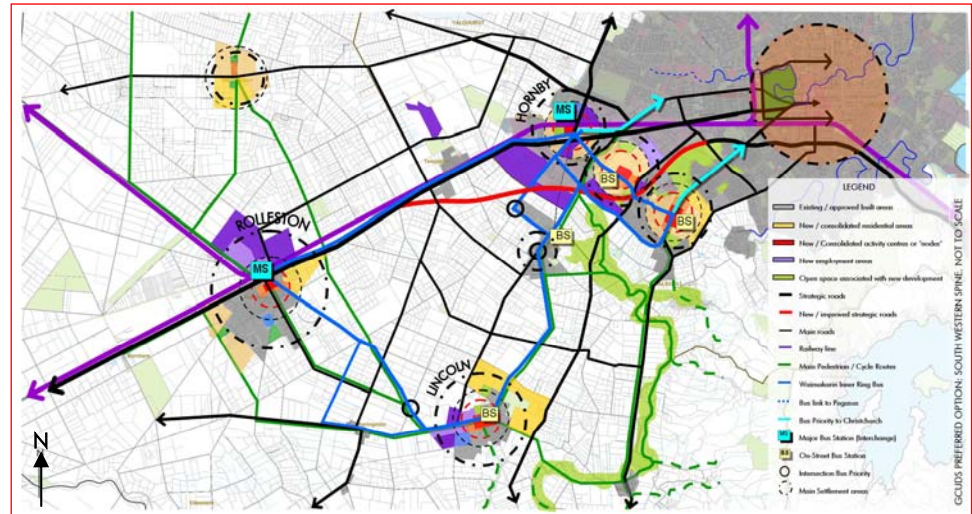 YALDHURST
HORNBY
MS
BS
Templeton
ROLLESTON
MS
BS
BS
LINCOLN
BS
N
LEGEND
Existing / approved built areas
New / consolidated residential areas
New / Consolidated activity centres or "nodes"
New employment areas
Open space associated with new development
Strategic roads
New / improved strategic roads
Main roads
Railway line
Main Pedestrian / Cycle Routes
Waimakariri Inner Ring Bus
Bus link to Pegasus
Bus Priority to Christchurch
MS Major Bus Station (Interchange)
BS On-Street Bus Station
Intersection Bus Priority
Main Settlement areas
GCUDS PREFERRED OPTION: SOUTH WESTERN SPINE. NOT TO SCALE